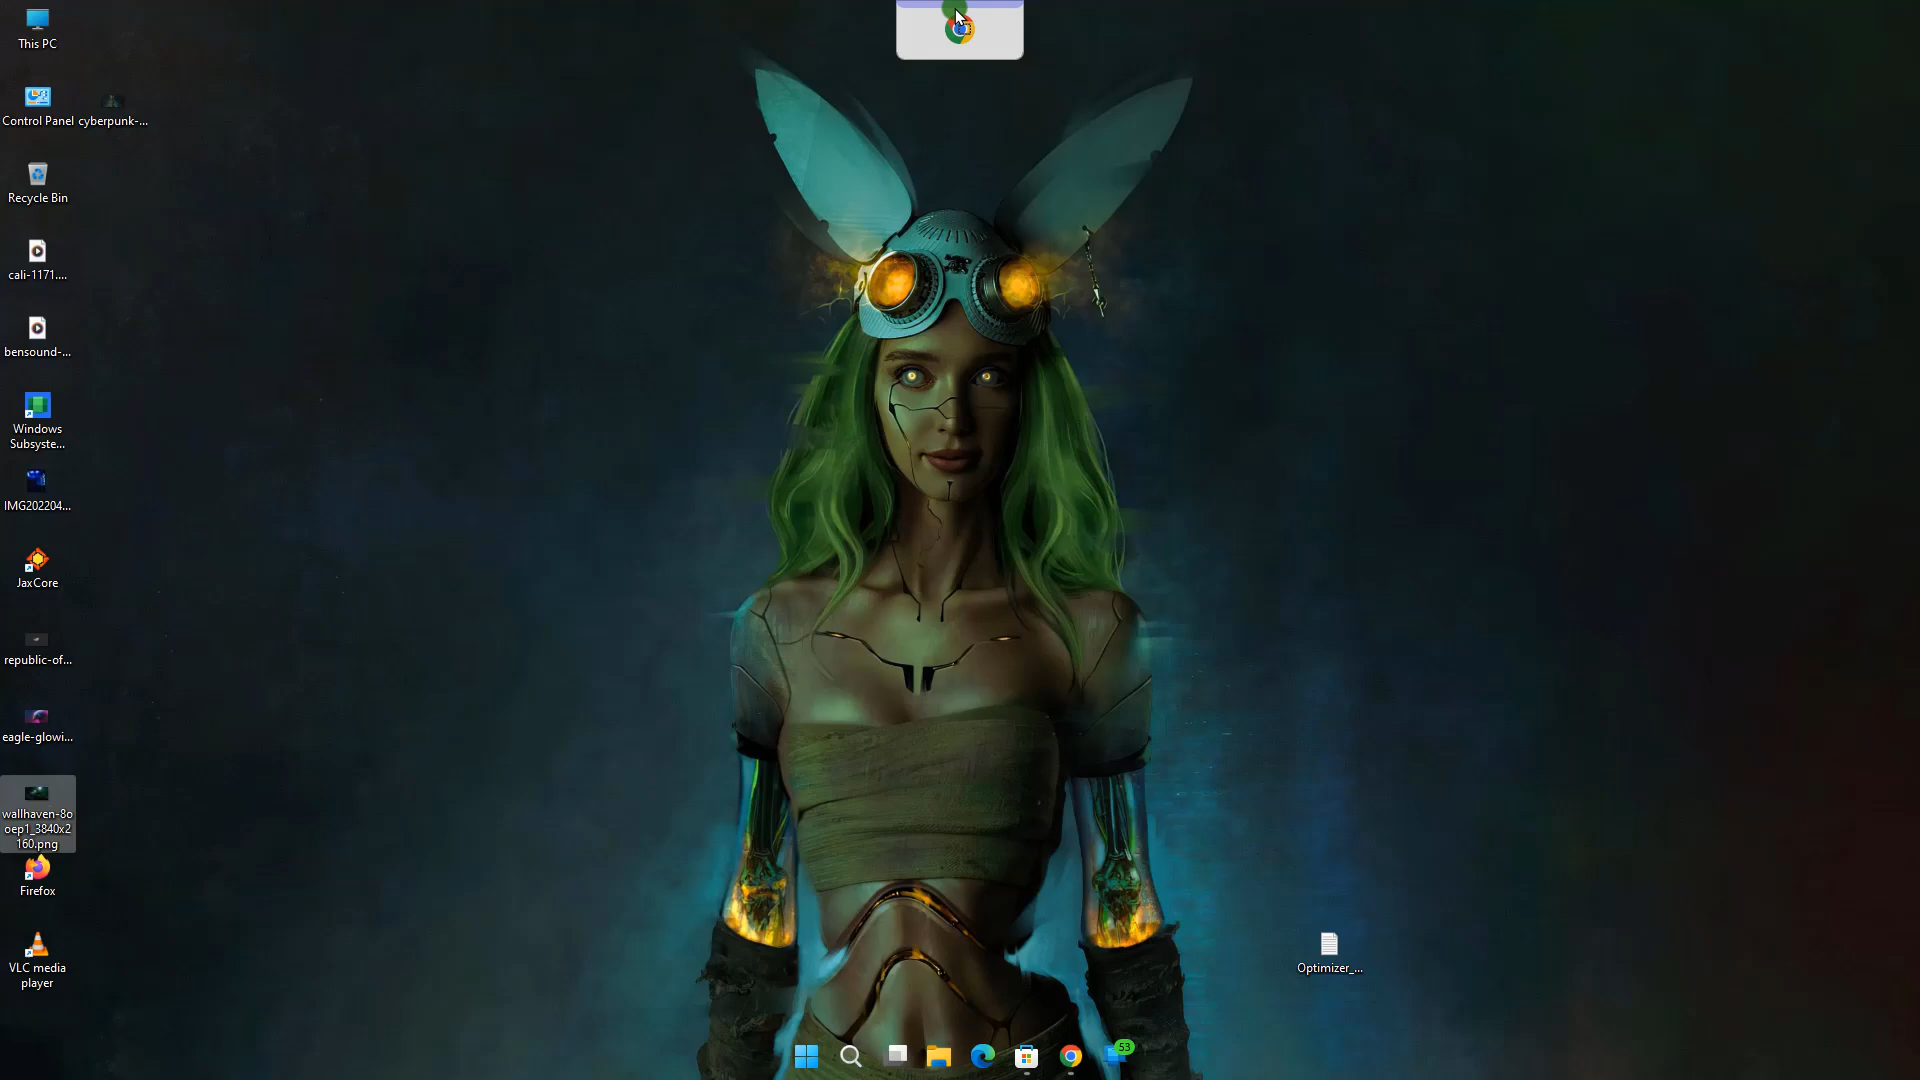 This PC
Control Panel
cyberpunk-...
Recycle Bin
cali-1171....
bensound-...
Windows
Subsyste...
IMG202204...
JaxCore
republic-of...
eagle-glowi...
wallhaven-8o
oep1_3840x2
160.png
Firefox
VLC media
player
Optimizer_...
53